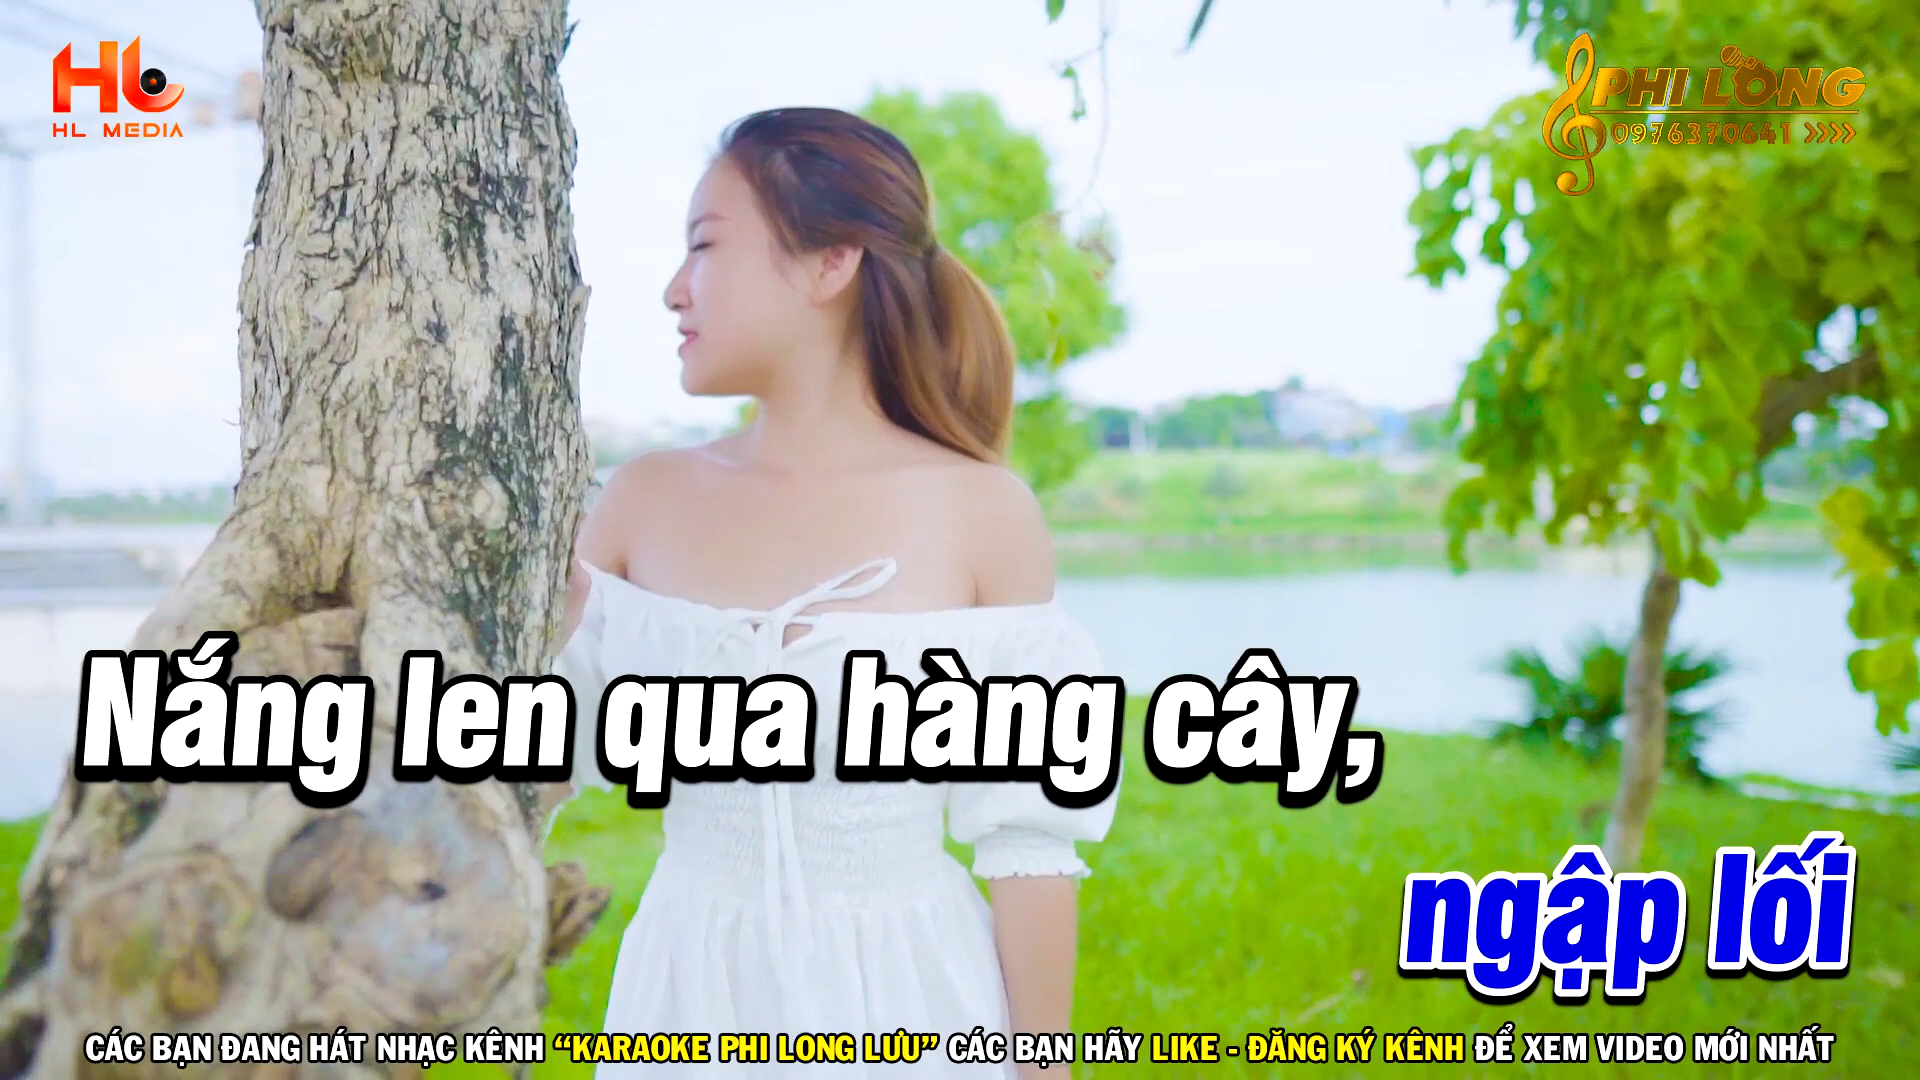 HL MEDIA
PHI LONG
0976370641
Nắng len qua hàng cây,
ngập lối
CÁC BẠN ĐANG HÁT NHẠC KÊNH “KARAOKE PHI LONG LƯU” CÁC BẠN HÃY LIKE - ĐĂNG KÝ KÊNH ĐỂ XEM VIDEO MỚI NHẤT